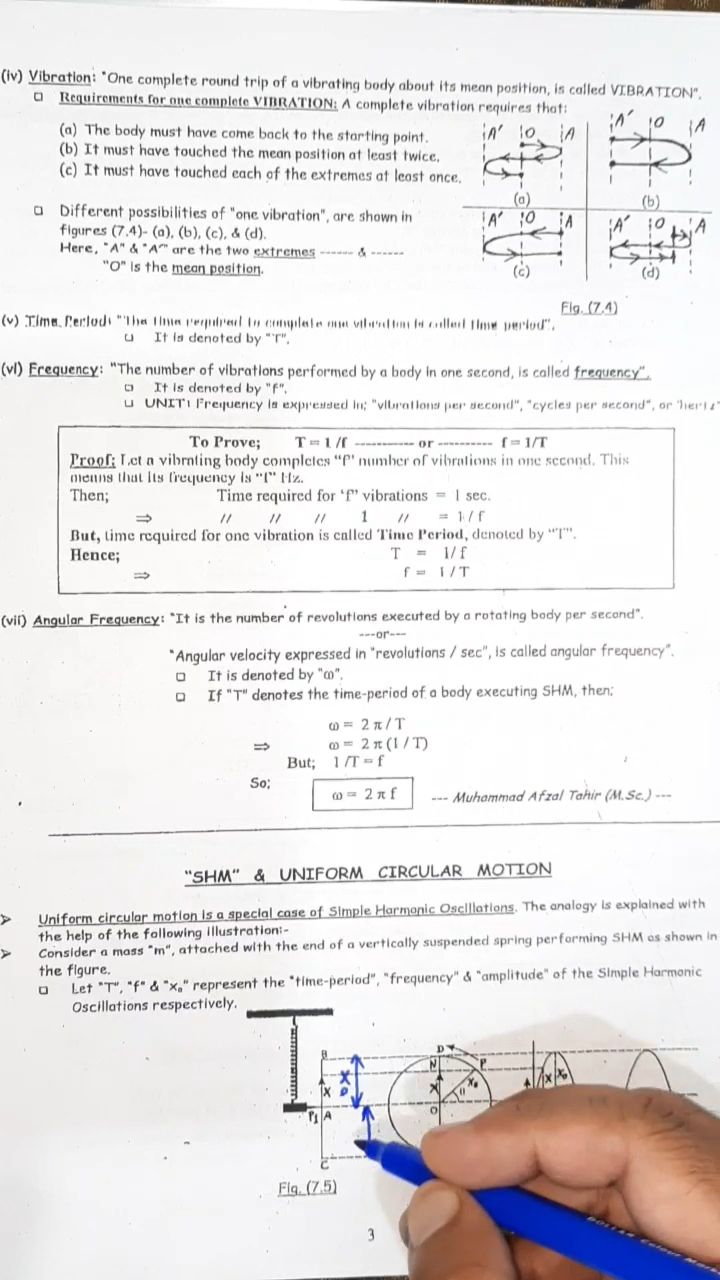 (iv) Vibration: "One complete round trip of a vibrating body about its mean position, is called VIBRATION".
Requirements for one complete VIBRATION: A complete vibration requires that:
(a) The body must have come back to the starting point.
(b) It must have touched the mean position at least twice.
(c) It must have touched each of the extremes at least once.
A' O A
(a)
A' O A
(b)
Different possibilities of "one vibration", are shown in
figures (7.4)- (a), (b), (c), & (d).
Here, "A" & "A'" are the two extremes ------ & ------
"O" is the mean position.
A' O A
(c)
A' O A
(d)
Fig. (7.4)
(v) Time Period: "The time required to complete one vibration is called time period".
It is denoted by "T".
(vi) Frequency: "The number of vibrations performed by a body in one second, is called frequency".
It is denoted by "f".
UNIT: Frequency is expressed in; "vibrations per second", "cycles per second", or "hertz"
To Prove; T = 1/f ---------- or ---------- f = 1/T
Proof: Let a vibrating body completes "f" number of vibrations in one second. This
means that its frequency is "f" Hz.
Then; Time required for 'f' vibrations = 1 sec.
⇒ // // // 1 // = 1/f
But, time required for one vibration is called Time Period, denoted by "T".
Hence; T = 1/f
⇒ f = 1/T
(vii) Angular Frequency: "It is the number of revolutions executed by a rotating body per second".
---or---
"Angular velocity expressed in "revolutions / sec", is called angular frequency".
It is denoted by "ω".
If "T" denotes the time-period of a body executing SHM, then;
ω = 2 π / T
⇒ ω = 2 π (1 / T)
But; 1/T = f
So; ω = 2 π f --- Muhammad Afzal Tahir (M.Sc.) ---
"SHM" & UNIFORM CIRCULAR MOTION
➤ Uniform circular motion is a special case of Simple Harmonic Oscillations. The analogy is explained with
the help of the following illustration:-
➤ Consider a mass "m", attached with the end of a vertically suspended spring performing SHM as shown in
the figure.
Let "T", "f" & "x₀" represent the "time-period", "frequency" & "amplitude" of the Simple Harmonic
Oscillations respectively.
B
X
X₀
P₁ A
C
D
N
P
X
X₀
O
X X₀
Fig. (7.5)
3